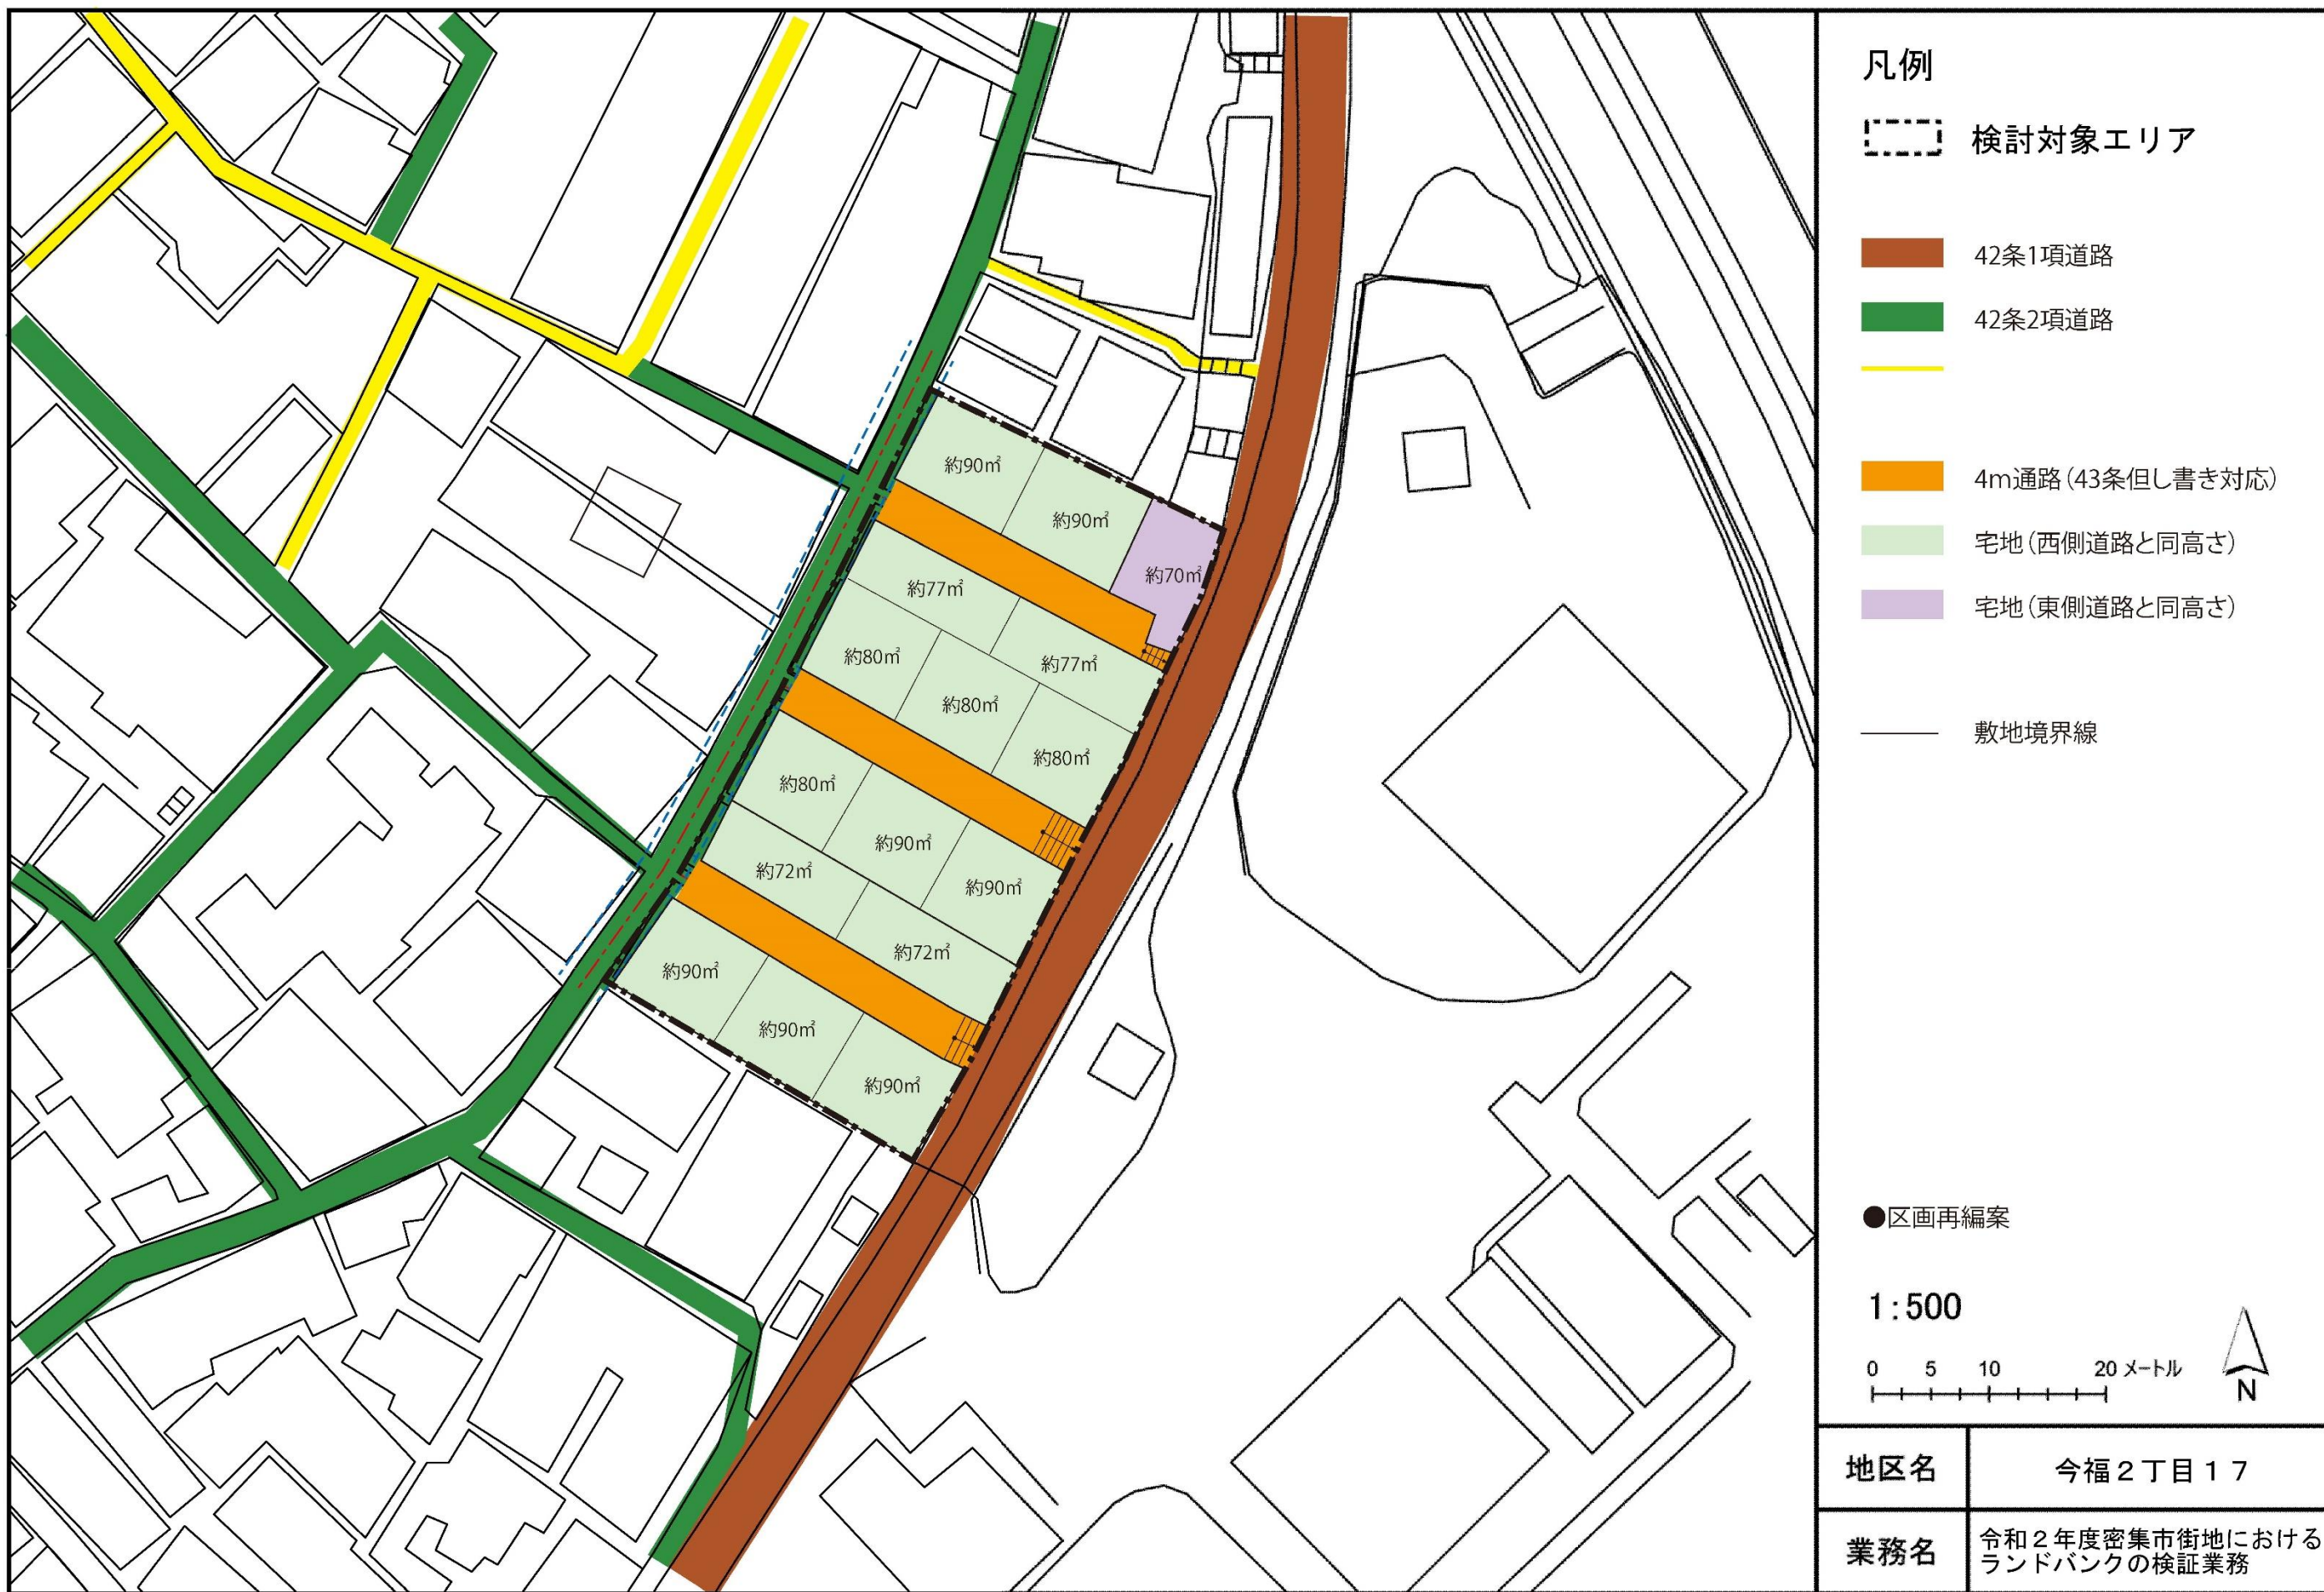 約90㎡
約90㎡
約70㎡
約77㎡
約77㎡
約80㎡
約80㎡
約80㎡
約80㎡
約90㎡
約90㎡
約72㎡
約72㎡
約90㎡
約90㎡
約90㎡
凡例
検討対象エリア
42条1項道路
42条2項道路
4m通路(43条但し書き対応)
宅地(西側道路と同高さ)
宅地(東側道路と同高さ)
敷地境界線
●区画再編案
1:500
0 5 10 20 メートル
N
地区名 今福２丁目１７
業務名 令和２年度密集市街地における
ランドバンクの検証業務